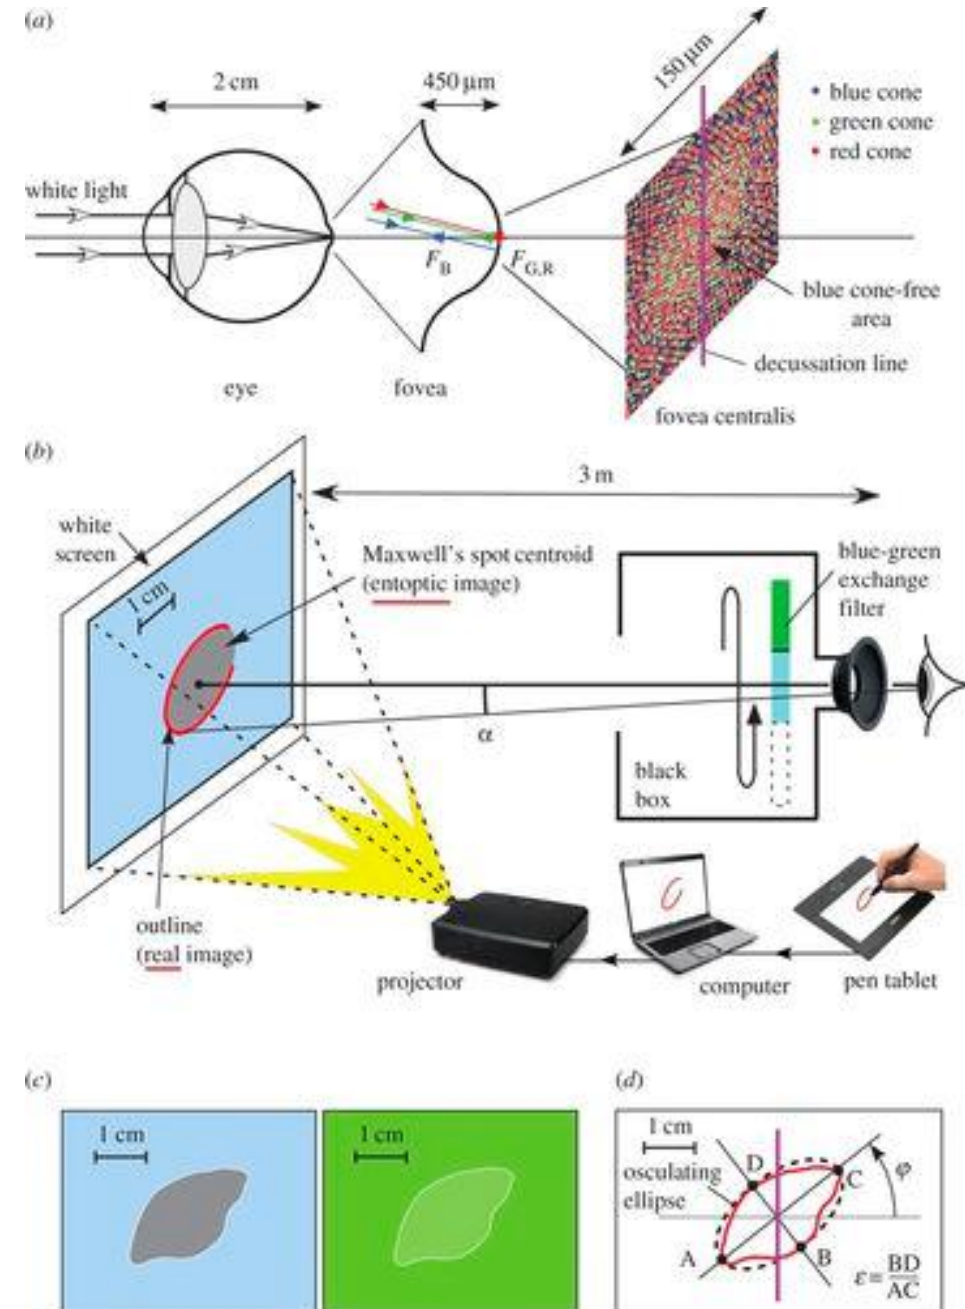 (a)
2 cm
450 µm
150 µm
blue cone
green cone
red cone
white light
F_B
F_G,R
blue cone-free
area
decussation line
eye
fovea
fovea centralis
(b)
3 m
white
screen
1 cm
Maxwell's spot centroid
(entoptic image)
blue-green
exchange
filter
α
black
box
outline
(real image)
projector
computer
pen tablet
(c)
1 cm
1 cm
(d)
1 cm
osculating
ellipse
D
C
φ
A
B
ε = BD
AC